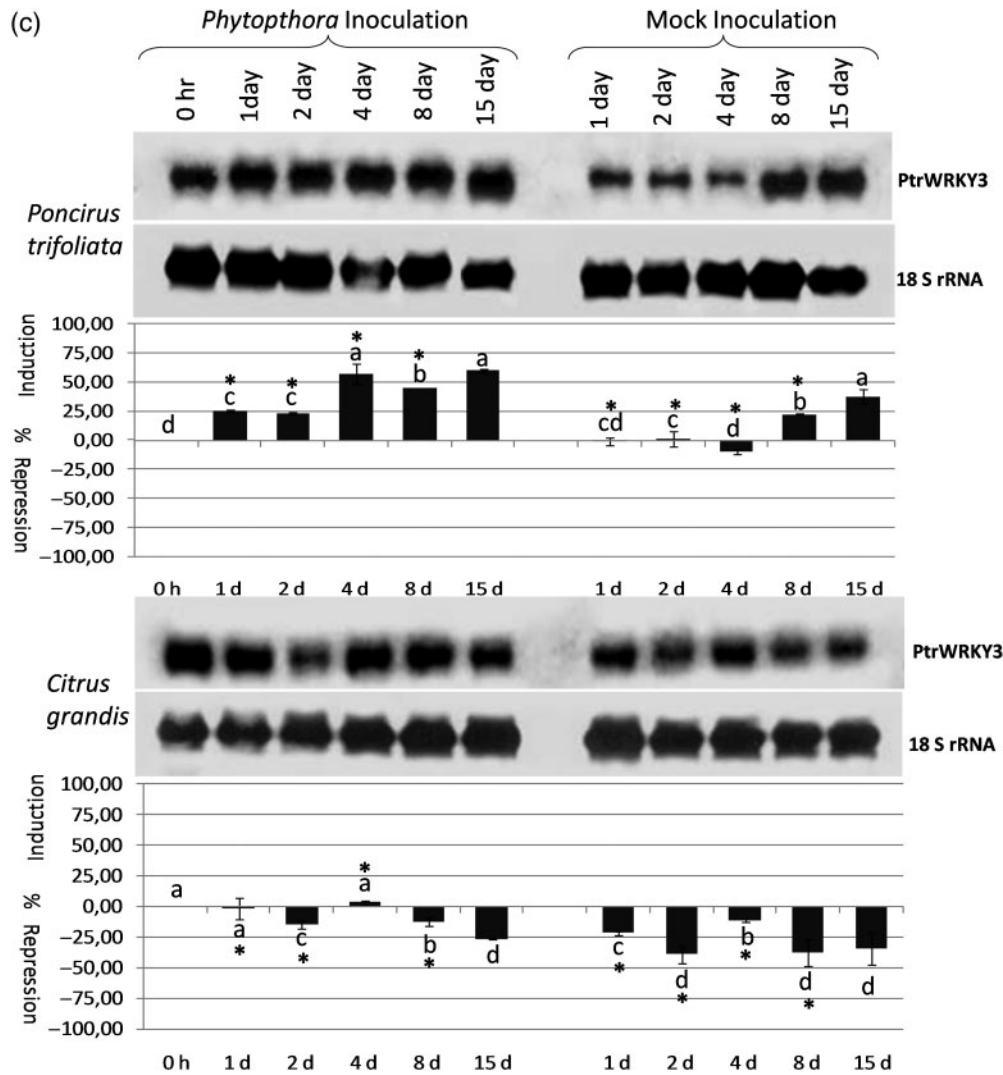 (c)
Phytopthora Inoculation
Mock Inoculation
0 hr
1day
2 day
4 day
8 day
15 day
1 day
2 day
4 day
8 day
15 day
Poncirus
trifoliata
PtrWRKY3
18 S rRNA
% Repression Induction
100,00
75,00
50,00
25,00
0,00
−25,00
−50,00
−75,00
−100,00
* * * * * * * *
d c c a b a cd c d b a
0 h 1 d 2 d 4 d 8 d 15 d 1 d 2 d 4 d 8 d 15 d
Citrus
grandis
PtrWRKY3
18 S rRNA
% Repression Induction
100,00
75,00
50,00
25,00
0,00
−25,00
−50,00
−75,00
−100,00
a a c a b d c d b d d
* * * * * * * *
0 h 1 d 2 d 4 d 8 d 15 d 1 d 2 d 4 d 8 d 15 d